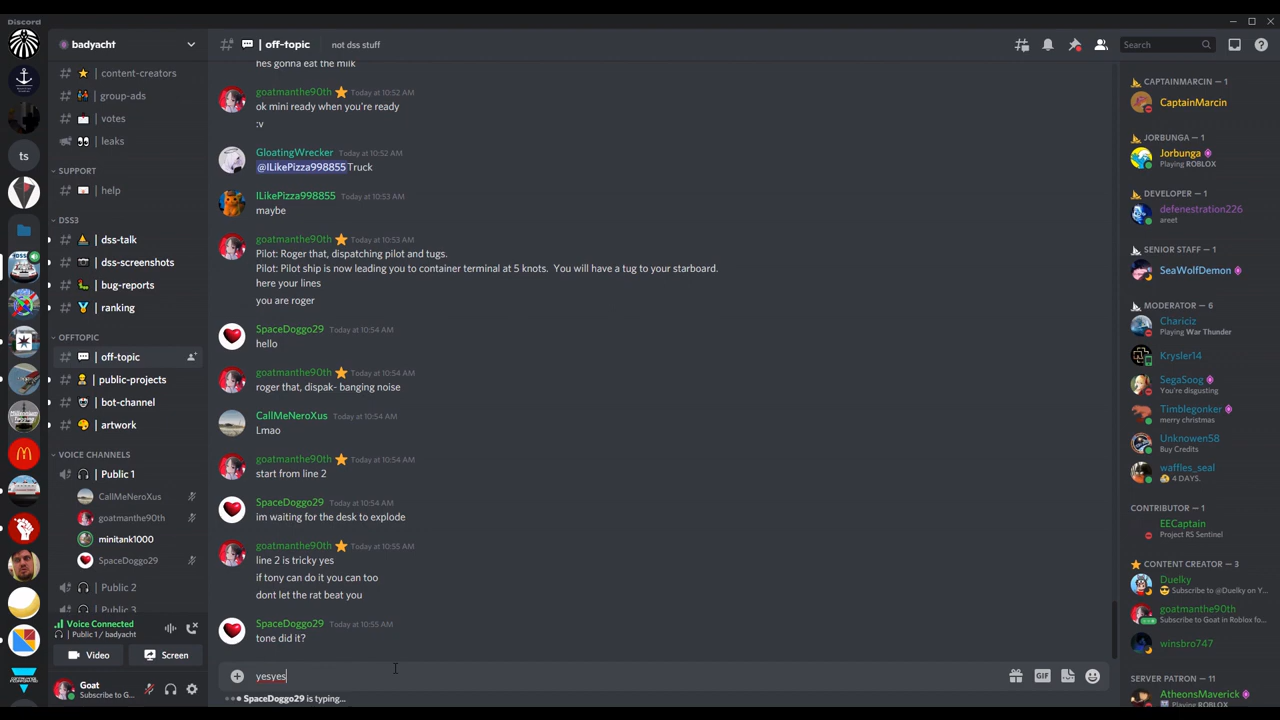 Discord
badyacht
| content-creators
| group-ads
| votes
| leaks
SUPPORT
| help
DSS3
| dss-talk
| dss-screenshots
| bug-reports
| ranking
OFFTOPIC
| off-topic
| public-projects
| bot-channel
| artwork
VOICE CHANNELS
| Public 1
CallMeNeroXus
goatmanthe90th
minitank1000
SpaceDoggo29
| Public 2
| Public 3
Voice Connected
Public 1 / badyacht
Video
Screen
Goat
Subscribe to G...
ts
| off-topic
not dss stuff
Search
hes gonna eat the milk
goatmanthe90th Today at 10:52 AM
ok mini ready when you're ready
:v
GloatingWrecker Today at 10:52 AM
@ILikePizza998855 Truck
ILikePizza998855 Today at 10:53 AM
maybe
goatmanthe90th Today at 10:53 AM
Pilot: Roger that, dispatching pilot and tugs.
Pilot: Pilot ship is now leading you to container terminal at 5 knots. You will have a tug to your starboard.
here your lines
you are roger
SpaceDoggo29 Today at 10:54 AM
hello
goatmanthe90th Today at 10:54 AM
roger that, dispak- banging noise
CallMeNeroXus Today at 10:54 AM
Lmao
goatmanthe90th Today at 10:54 AM
start from line 2
SpaceDoggo29 Today at 10:54 AM
im waiting for the desk to explode
goatmanthe90th Today at 10:55 AM
line 2 is tricky yes
if tony can do it you can too
dont let the rat beat you
SpaceDoggo29 Today at 10:55 AM
tone did it?
yesyes
GIF
SpaceDoggo29 is typing...
CAPTAINMARCIN — 1
CaptainMarcin
JORBUNGA — 1
Jorbunga
Playing ROBLOX
DEVELOPER — 1
defenestration226
areet
SENIOR STAFF — 1
SeaWolfDemon
MODERATOR — 6
Chariciz
Playing War Thunder
Krysler14
SegaSoog
You're disgusting
Timblegonker
merry christmas
Unknowen58
Buy Credits
waffles_seal
4 DAYS.
CONTRIBUTOR — 1
EECaptain
Project RS Sentinel
CONTENT CREATOR — 3
Duelky
Subscribe to @Duelky on Y...
goatmanthe90th
Subscribe to Goat in Roblox fo...
winsbro747
SERVER PATRON — 11
AtheonsMaverick
Playing ROBLOX